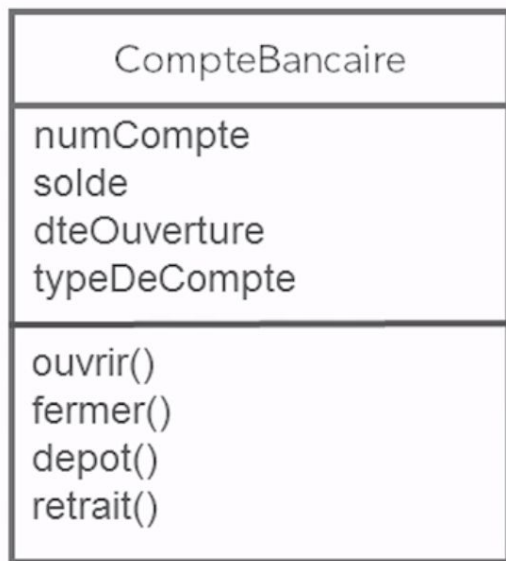 CompteBancaire
numCompte
solde
dteOuverture
typeDeCompte
ouvrir()
fermer()
depot()
retrait()